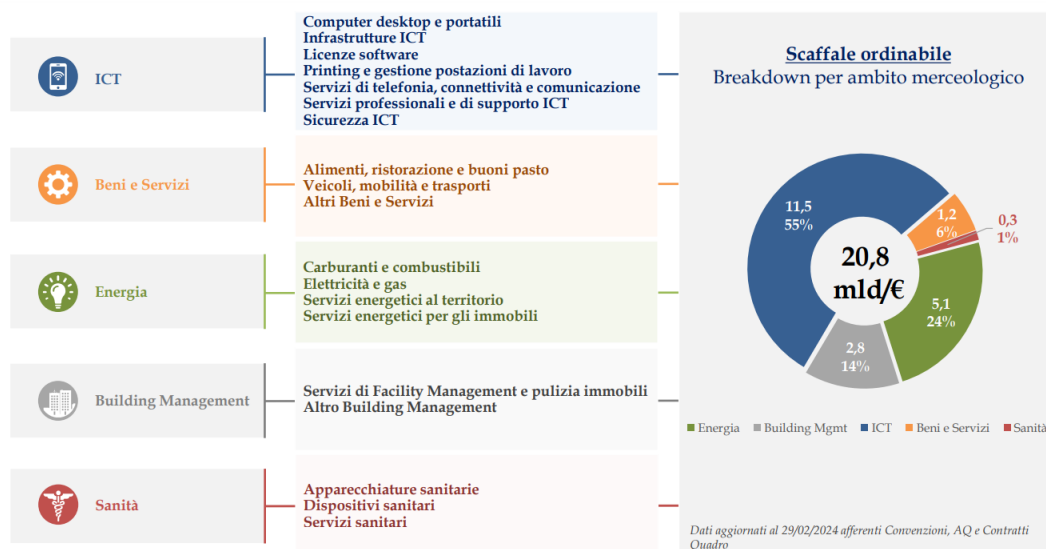 ICT
Computer desktop e portatili
Infrastrutture ICT
Licenze software
Printing e gestione postazioni di lavoro
Servizi di telefonia, connettività e comunicazione
Servizi professionali e di supporto ICT
Sicurezza ICT
Beni e Servizi
Alimenti, ristorazione e buoni pasto
Veicoli, mobilità e trasporti
Altri Beni e Servizi
Energia
Carburanti e combustibili
Elettricità e gas
Servizi energetici al territorio
Servizi energetici per gli immobili
Building Management
Servizi di Facility Management e pulizia immobili
Altro Building Management
Sanità
Apparecchiature sanitarie
Dispositivi sanitari
Servizi sanitari
Scaffale ordinabile
Breakdown per ambito merceologico
11,5
55%
1,2
6%
0,3
1%
20,8
mld/€
5,1
24%
2,8
14%
Energia Building Mgmt ICT Beni e Servizi Sanità
Dati aggiornati al 29/02/2024 afferenti Convenzioni, AQ e Contratti
Quadro